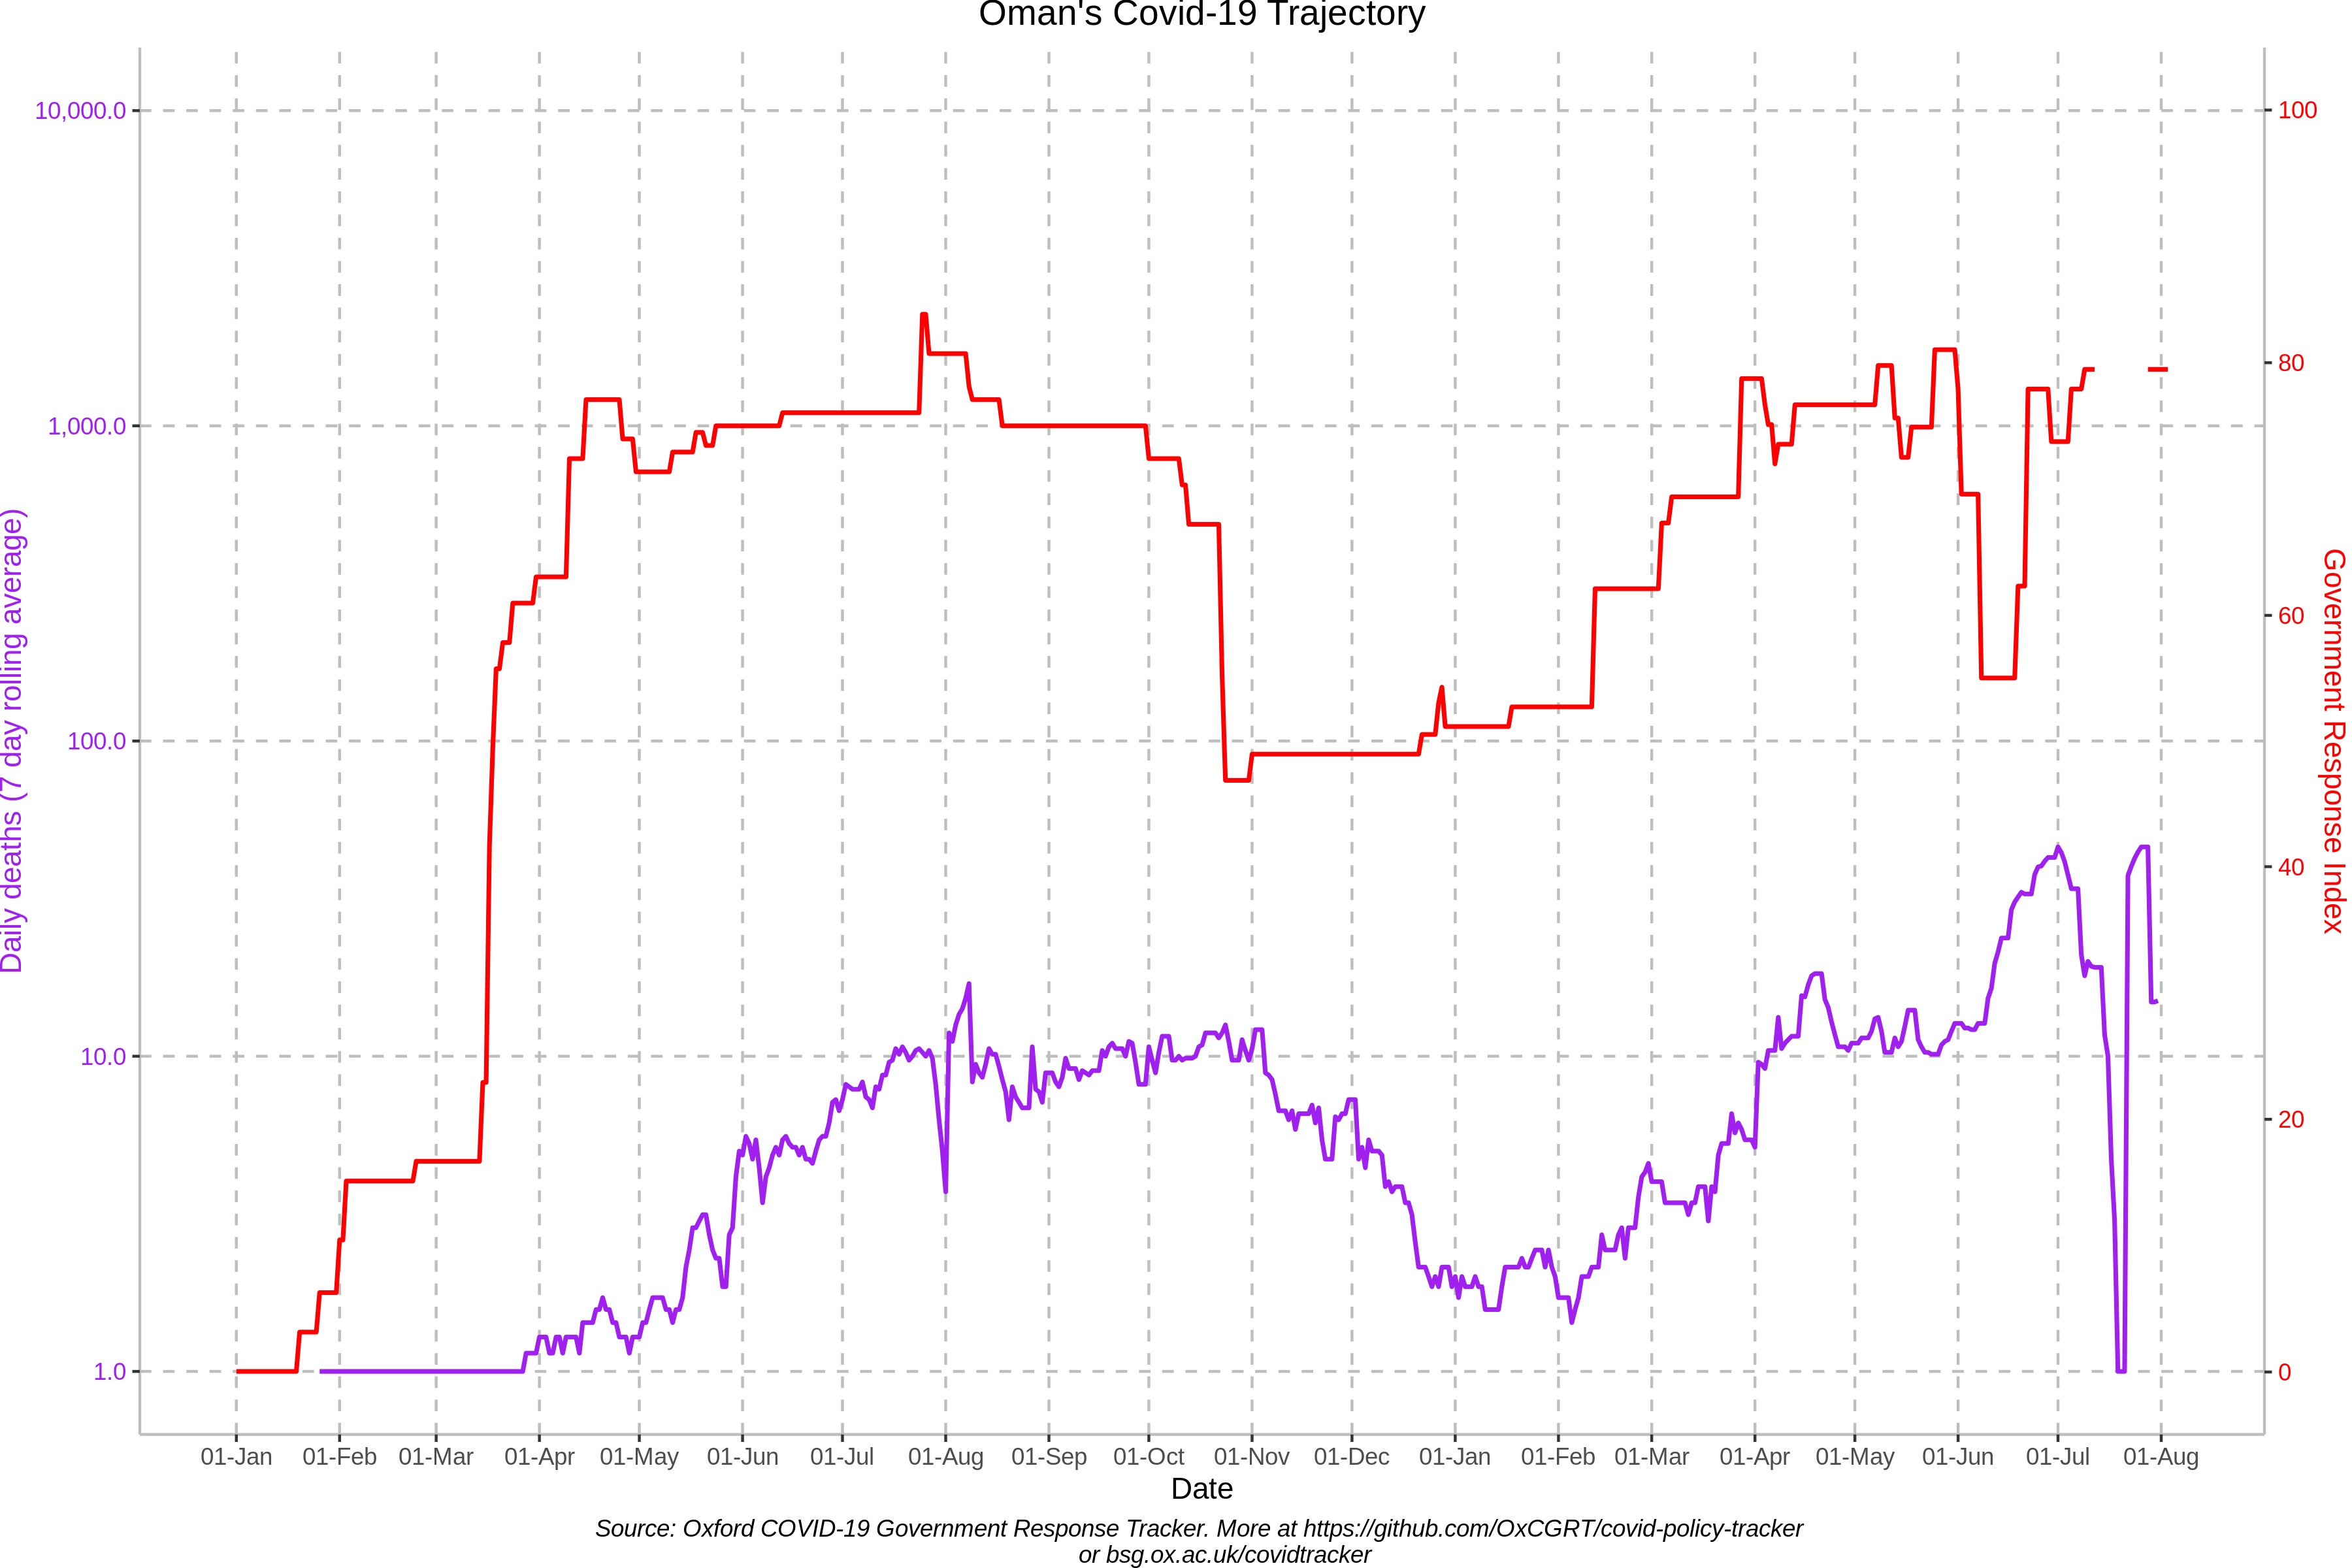 Oman's Covid-19 Trajectory
10,000.0
1,000.0
100.0
10.0
1.0
Daily deaths (7 day rolling average)
100
80
60
40
20
0
Government Response Index
01-Jan 01-Feb 01-Mar 01-Apr 01-May 01-Jun 01-Jul 01-Aug 01-Sep 01-Oct 01-Nov 01-Dec 01-Jan 01-Feb 01-Mar 01-Apr 01-May 01-Jun 01-Jul 01-Aug
Date
Source: Oxford COVID-19 Government Response Tracker. More at https://github.com/OxCGRT/covid-policy-tracker
or bsg.ox.ac.uk/covidtracker